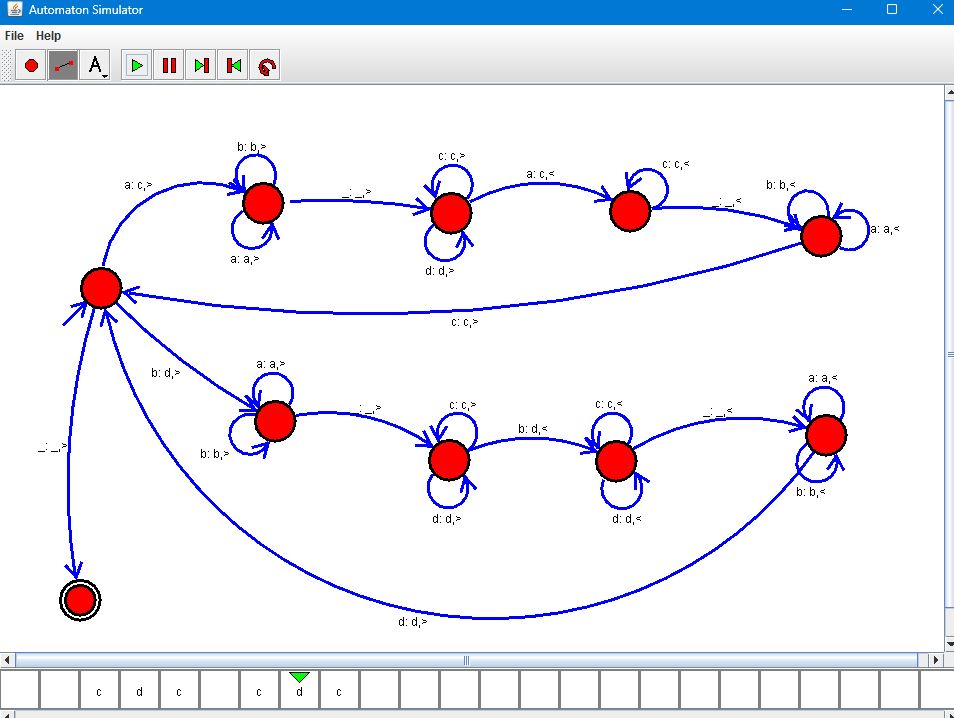 Automaton Simulator
File Help
A
b: b,>
c: c,>
c: c,<
a: c,>
_: _,>
a: c,<
b: b,<
_: _,<
a: a,<
a: a,>
d: d,>
c: c,>
a: a,>
b: d,>
a: a,<
_: _,>
c: c,>
c: c,<
_: _,<
b: d,<
_: _,>
b: b,>
b: b,<
d: d,>
d: d,<
d: d,>
c d c c d c